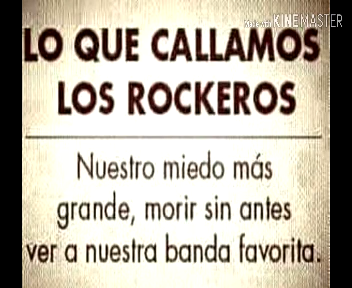 KINEMASTER
LO QUE CALLAMOS
LOS ROCKEROS
Nuestro miedo más
grande, morir sin antes
ver a nuestra banda favorita.